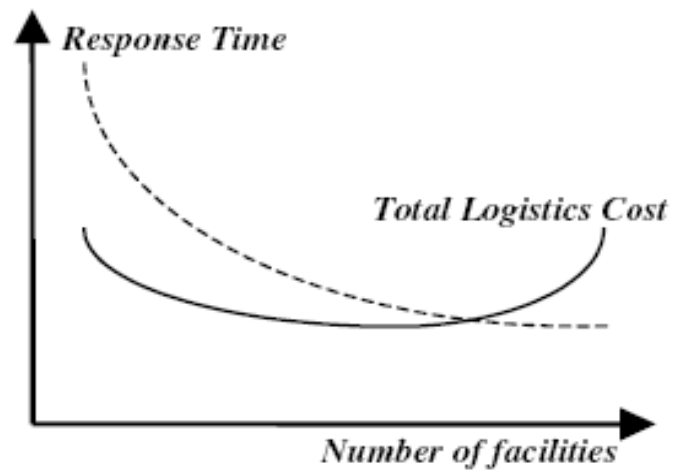 Response Time
Total Logistics Cost
Number of facilities